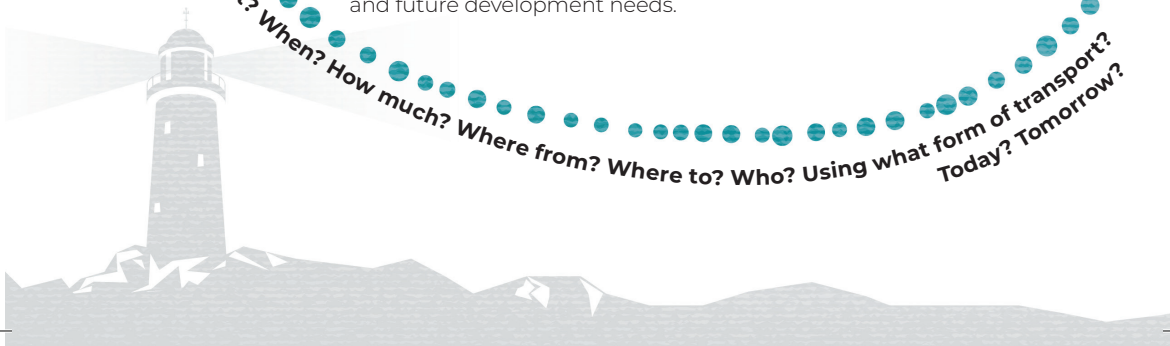 and future development needs.
When? How much? Where from? Where to? Who? Using what form of transport?
Today? Tomorrow?